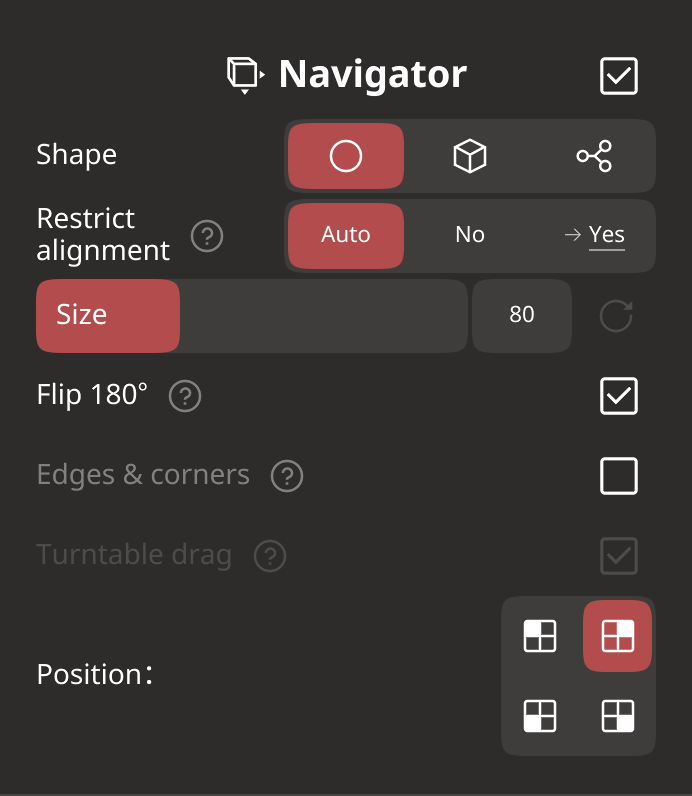 Navigator
Shape
Restrict
alignment ?
Auto No → Yes
Size 80
Flip 180° ?
Edges & corners ?
Turntable drag ?
Position: